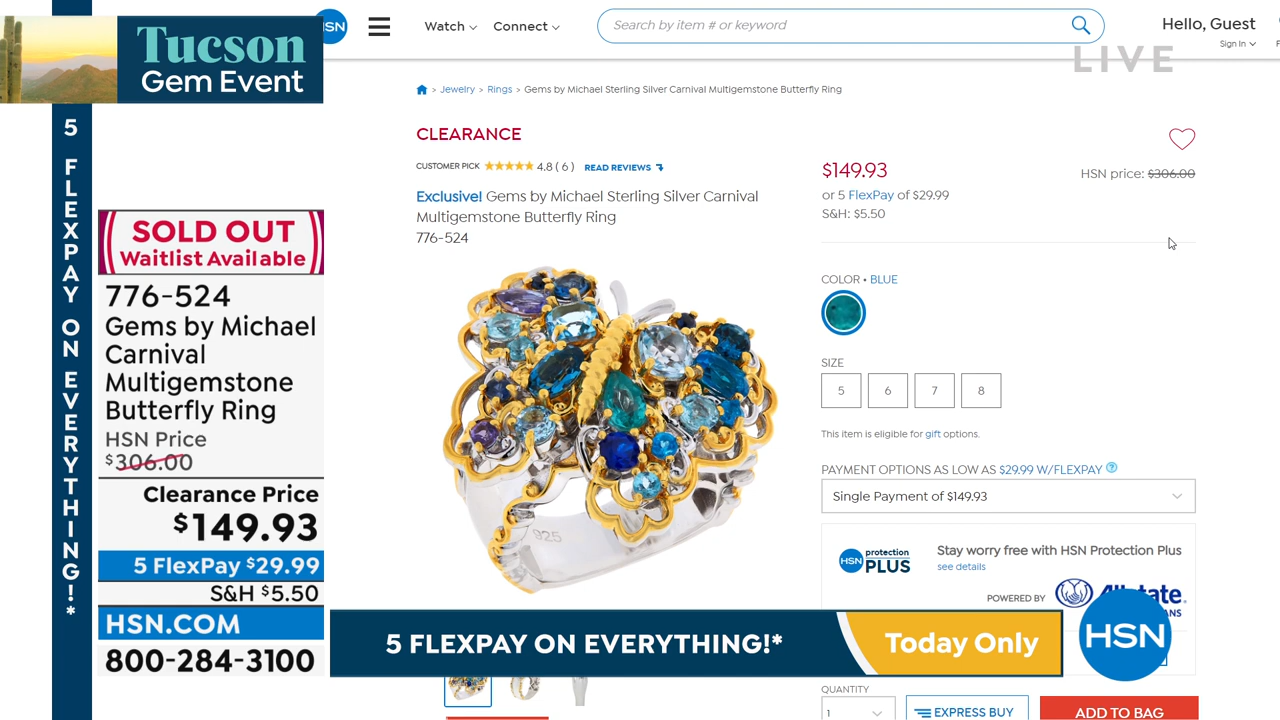 Tucson
Gem Event
5 FLEXPAY ON EVERYTHING!*
SOLD OUT
Waitlist Available
776-524
Gems by Michael
Carnival
Multigemstone
Butterfly Ring
HSN Price
$306.00
Clearance Price
$149.93
5 FlexPay $29.99
S&H $5.50
HSN.COM
800-284-3100
HSN
Watch
Connect
Search by item # or keyword
Hello, Guest
Sign In
LIVE
> Jewelry > Rings > Gems by Michael Sterling Silver Carnival Multigemstone Butterfly Ring
CLEARANCE
CUSTOMER PICK 4.8 ( 6 ) READ REVIEWS
Exclusive! Gems by Michael Sterling Silver Carnival
Multigemstone Butterfly Ring
776-524
925
$149.93
HSN price: $306.00
or 5 FlexPay of $29.99
S&H: $5.50
COLOR • BLUE
SIZE
5 6 7 8
This item is eligible for gift options.
PAYMENT OPTIONS AS LOW AS $29.99 W/FLEXPAY ?
Single Payment of $149.93
HSN protection PLUS
Stay worry free with HSN Protection Plus
see details
POWERED BY
5 FLEXPAY ON EVERYTHING!*
Today Only
HSN
QUANTITY
1
EXPRESS BUY
ADD TO BAG